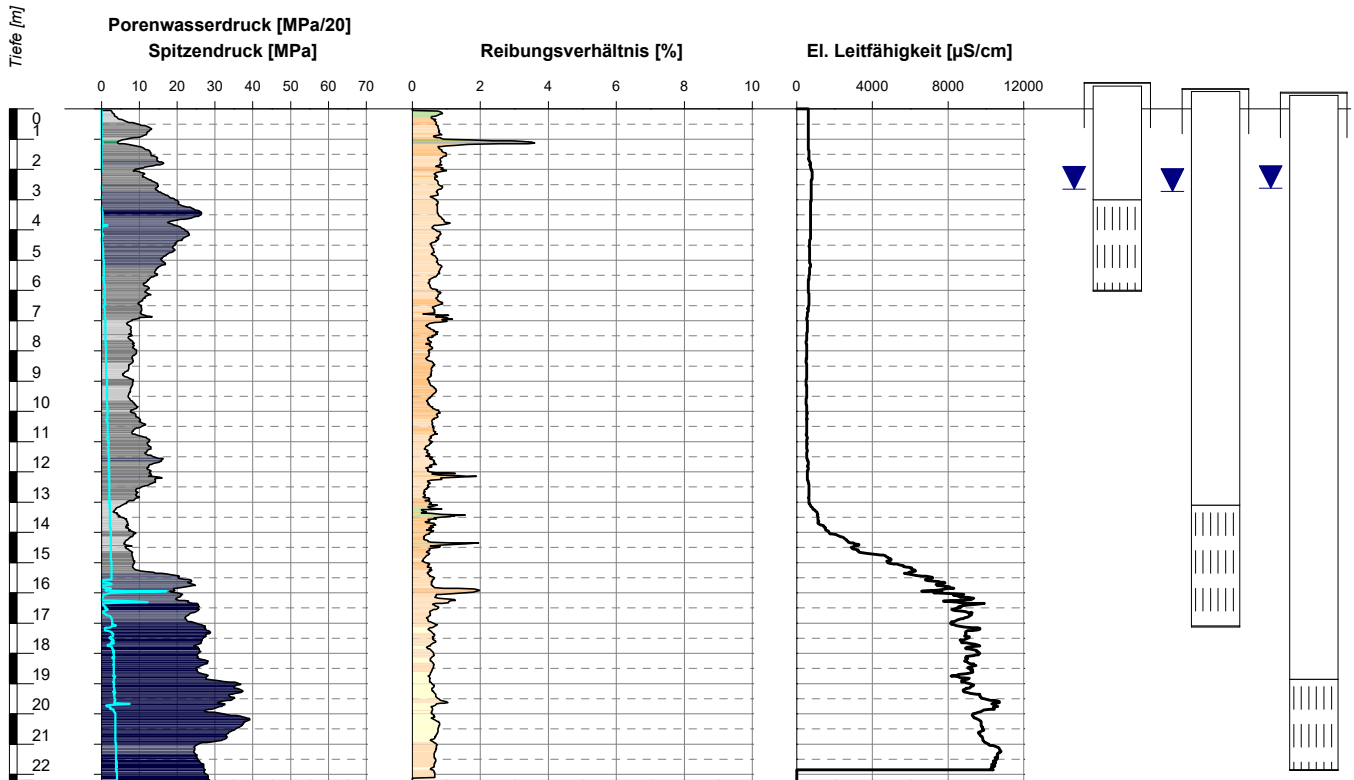 Tiefe [m]
Porenwasserdruck [MPa/20]
Spitzendruck [MPa]
Reibungsverhältnis [%]
El. Leitfähigkeit [µS/cm]
0 10 20 30 40 50 60 70
0 2 4 6 8 10
0 4000 8000 12000
0
1
2
3
4
5
6
7
8
9
10
11
12
13
14
15
16
17
18
19
20
21
22